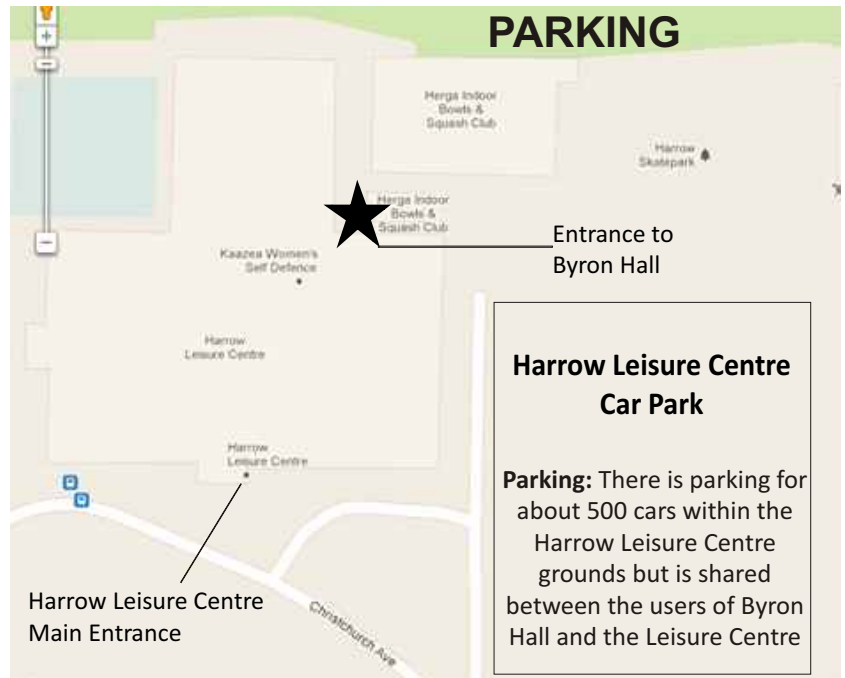 PARKING
Herga Indoor
Bowls &
Squash Club
Harrow
Skatepark
Herga Indoor
Bowls &
Squash Club
Entrance to
Byron Hall
Kaazea Women's
Self Defence
Harrow
Leisure Centre
Harrow Leisure Centre
Car Park
Parking: There is parking for
about 500 cars within the
Harrow Leisure Centre
grounds but is shared
between the users of Byron
Hall and the Leisure Centre
Harrow
Leisure Centre
Harrow Leisure Centre
Main Entrance
Christchurch Ave